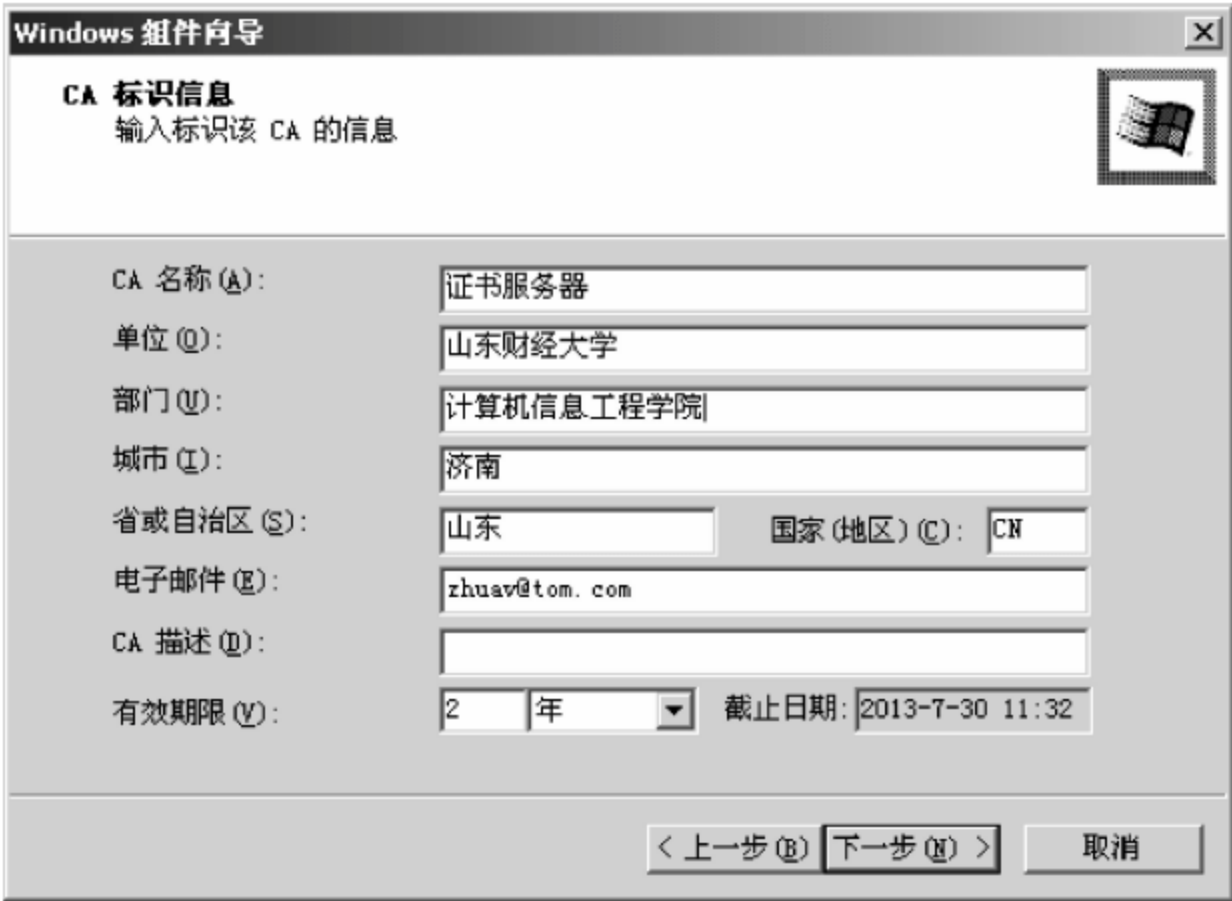 Windows 组件向导
CA 标识信息
输入标识该 CA 的信息
CA 名称(A): 证书服务器
单位(O): 山东财经大学
部门(U): 计算机信息工程学院
城市(I): 济南
省或自治区(S): 山东 国家(地区)(C): CN
电子邮件(E): zhuav@tom.com
CA 描述(D):
有效期限(V): 2 年 截止日期: 2013-7-30 11:32
< 上一步(B) 下一步(N) > 取消